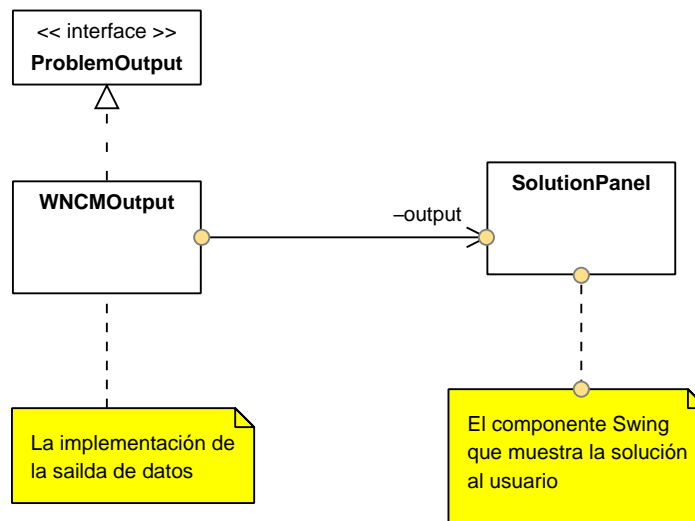 << interface >>
ProblemOutput
WNCMOutput
–output
SolutionPanel
La implementación de
la sailda de datos
El componente Swing
que muestra la solución
al usuario